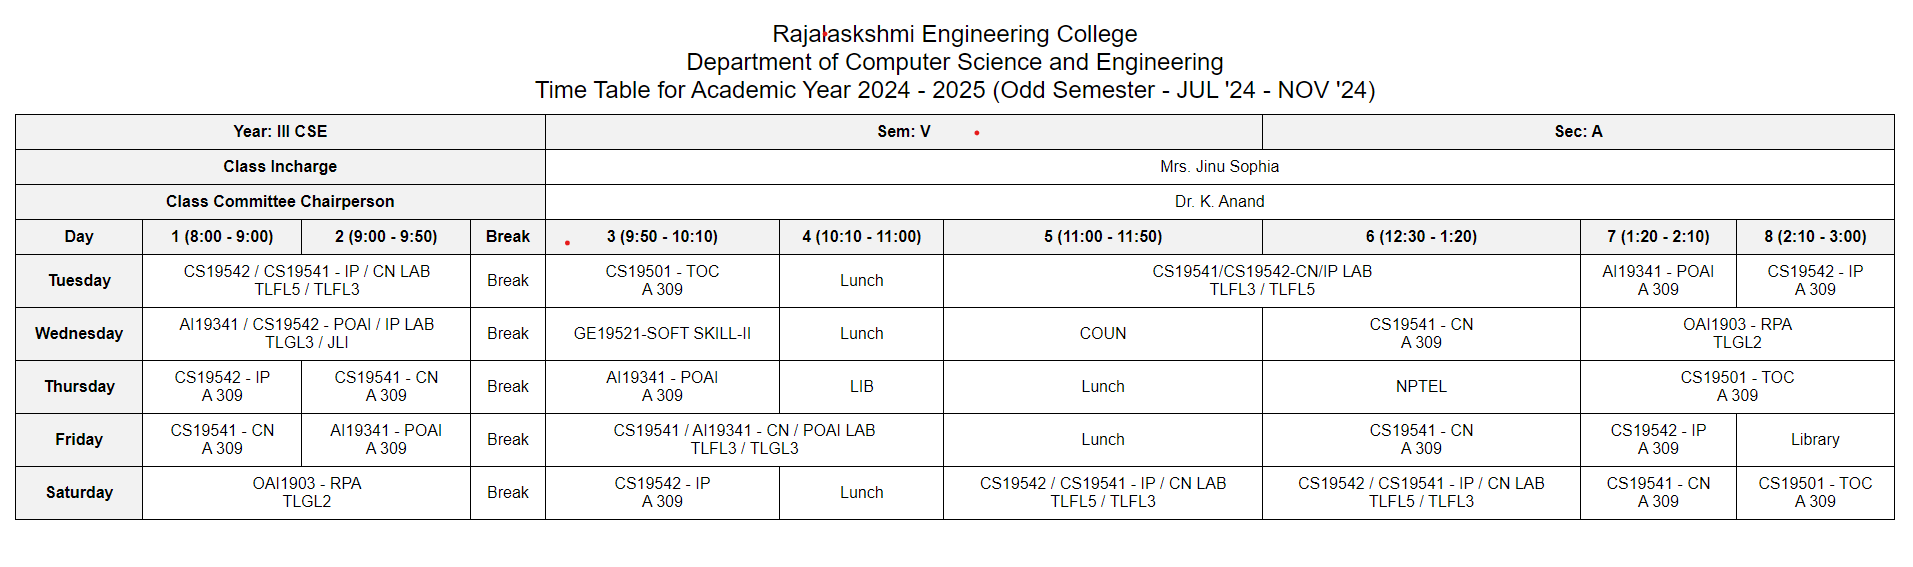 Rajalaskshmi Engineering College
Department of Computer Science and Engineering
Time Table for Academic Year 2024 - 2025 (Odd Semester - JUL '24 - NOV '24)
Year: III CSE Sem: V Sec: A
Class Incharge Mrs. Jinu Sophia
Class Committee Chairperson Dr. K. Anand
Day 1 (8:00 - 9:00) 2 (9:00 - 9:50) Break 3 (9:50 - 10:10) 4 (10:10 - 11:00) 5 (11:00 - 11:50) 6 (12:30 - 1:20) 7 (1:20 - 2:10) 8 (2:10 - 3:00)
Tuesday
CS19542 / CS19541 - IP / CN LAB
TLFL5 / TLFL3
Break
CS19501 - TOC
A 309
Lunch
CS19541/CS19542-CN/IP LAB
TLFL3 / TLFL5
AI19341 - POAI
A 309
CS19542 - IP
A 309
Wednesday
AI19341 / CS19542 - POAI / IP LAB
TLGL3 / JLI
Break
GE19521-SOFT SKILL-II
Lunch
COUN
CS19541 - CN
A 309
OAI1903 - RPA
TLGL2
Thursday
CS19542 - IP
A 309
CS19541 - CN
A 309
Break
AI19341 - POAI
A 309
LIB
Lunch
NPTEL
CS19501 - TOC
A 309
Friday
CS19541 - CN
A 309
AI19341 - POAI
A 309
Break
CS19541 / AI19341 - CN / POAI LAB
TLFL3 / TLGL3
Lunch
CS19541 - CN
A 309
CS19542 - IP
A 309
Library
Saturday
OAI1903 - RPA
TLGL2
Break
CS19542 - IP
A 309
Lunch
CS19542 / CS19541 - IP / CN LAB
TLFL5 / TLFL3
CS19542 / CS19541 - IP / CN LAB
TLFL5 / TLFL3
CS19541 - CN
A 309
CS19501 - TOC
A 309